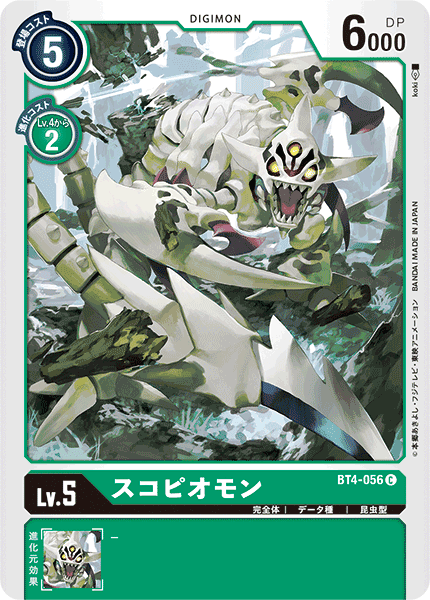 登場コスト
5
DIGIMON
DP
6000
進化コスト
Lv.4から
2
koki
©本郷あきよし・フジテレビ・東映アニメーション BANDAI MADE IN JAPAN
Lv.5
スコピオモン
BT4-056 C
完全体 | データ種 | 昆虫型
進化元効果
–